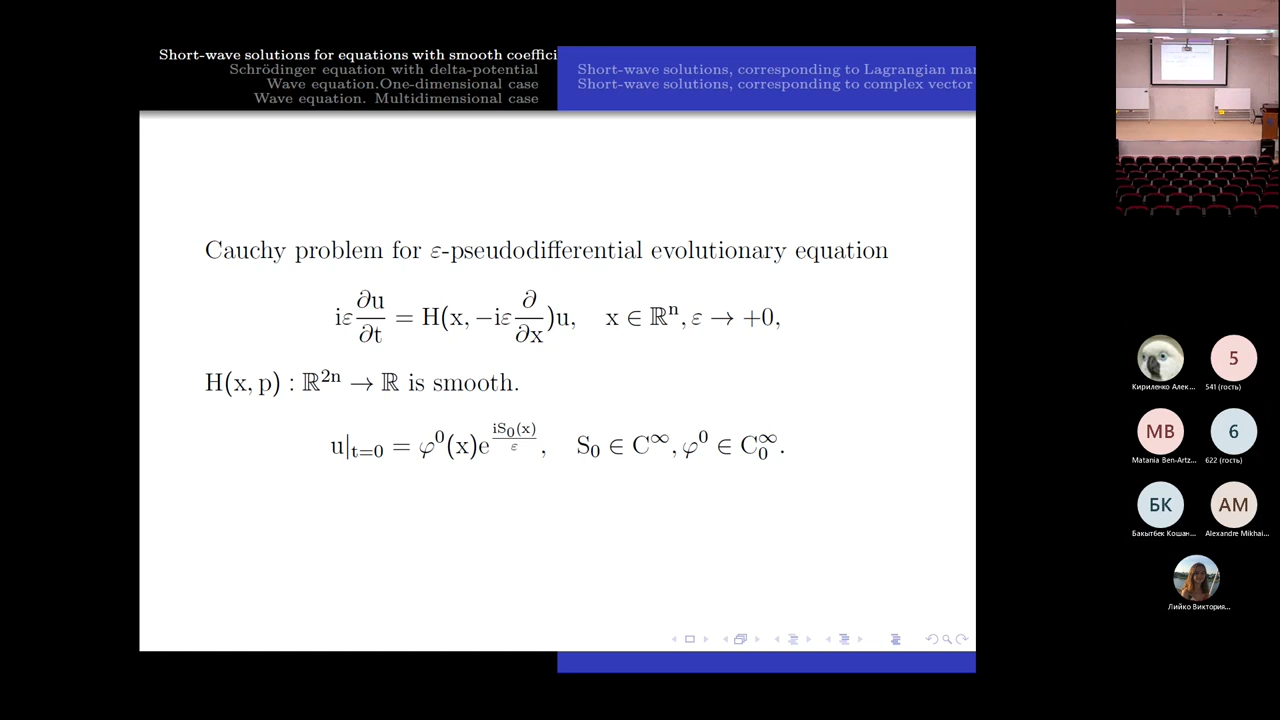 Short-wave solutions for equations with smooth coeffici
Schrödinger equation with delta-potential
Wave equation.One-dimensional case
Wave equation. Multidimensional case
Short-wave solutions, corresponding to Lagrangian ma
Short-wave solutions, corresponding to complex vector
Cauchy problem for ε-pseudodifferential evolutionary equation
iε ∂u/∂t = H(x, −iε ∂/∂x)u, x ∈ ℝⁿ, ε → +0,
H(x, p) : ℝ²ⁿ → ℝ is smooth.
u|ₜ₌₀ = φ⁰(x)e^{iS₀(x)/ε}, S₀ ∈ C^∞, φ⁰ ∈ C₀^∞.
5
Кириленко Алек...
541 (гость)
MB
6
Matania Ben-Artz...
622 (гость)
БК
AM
Бакытбек Кошан...
Alexandre Mikhai...
Лийко Виктория...